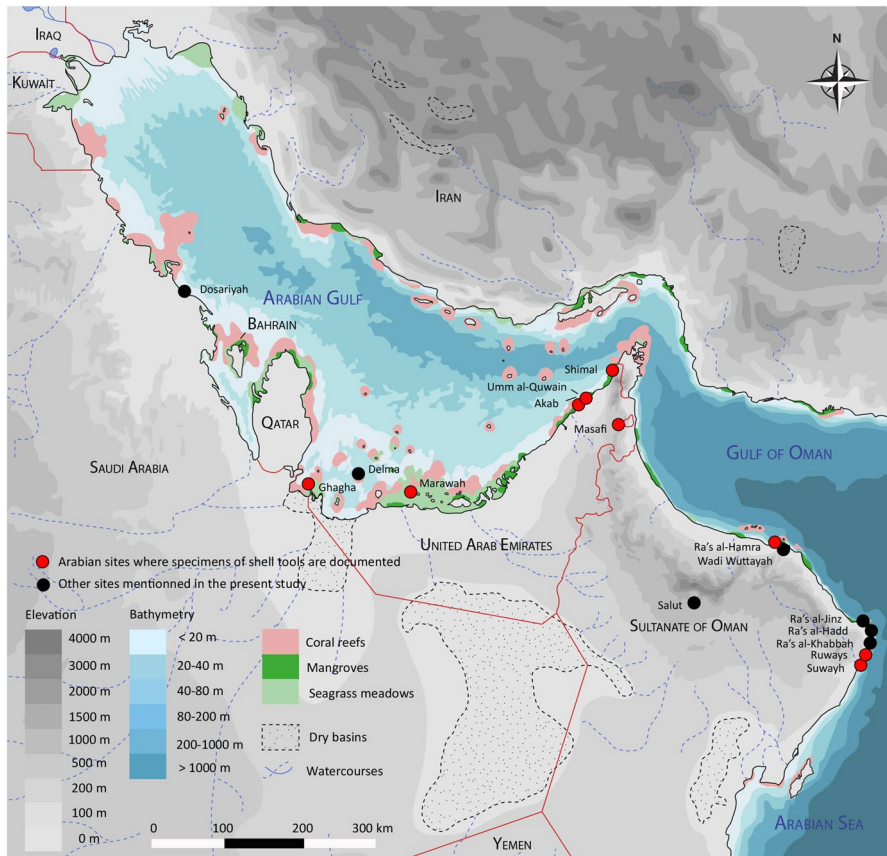 IRAQ
KUWAIT
N
IRAN
Dosariyah
ARABIAN GULF
BAHRAIN
Shimal
Umm al-Quwain
Akab
QATAR
Masafi
GULF OF OMAN
SAUDI ARABIA
Delma
Ghagha
Marawah
UNITED ARAB EMIRATES
Ra's al-Hamra
Wadi Wuttayah
Arabian sites where specimens of shell tools are documented
Other sites mentionned in the present study
Salut
SULTANATE OF OMAN
Ra's al-Jinz
Ra's al-Hadd
Ra's al-Khabbah
Ruways
Suwayh
Elevation
4000 m
3000 m
2000 m
1500 m
1000 m
500 m
200 m
100 m
0 m
Bathymetry
< 20 m
20-40 m
40-80 m
80-200 m
200-1000 m
> 1000 m
Coral reefs
Mangroves
Seagrass meadows
Dry basins
Watercourses
0 100 200 300 km
YEMEN
ARABIAN SEA